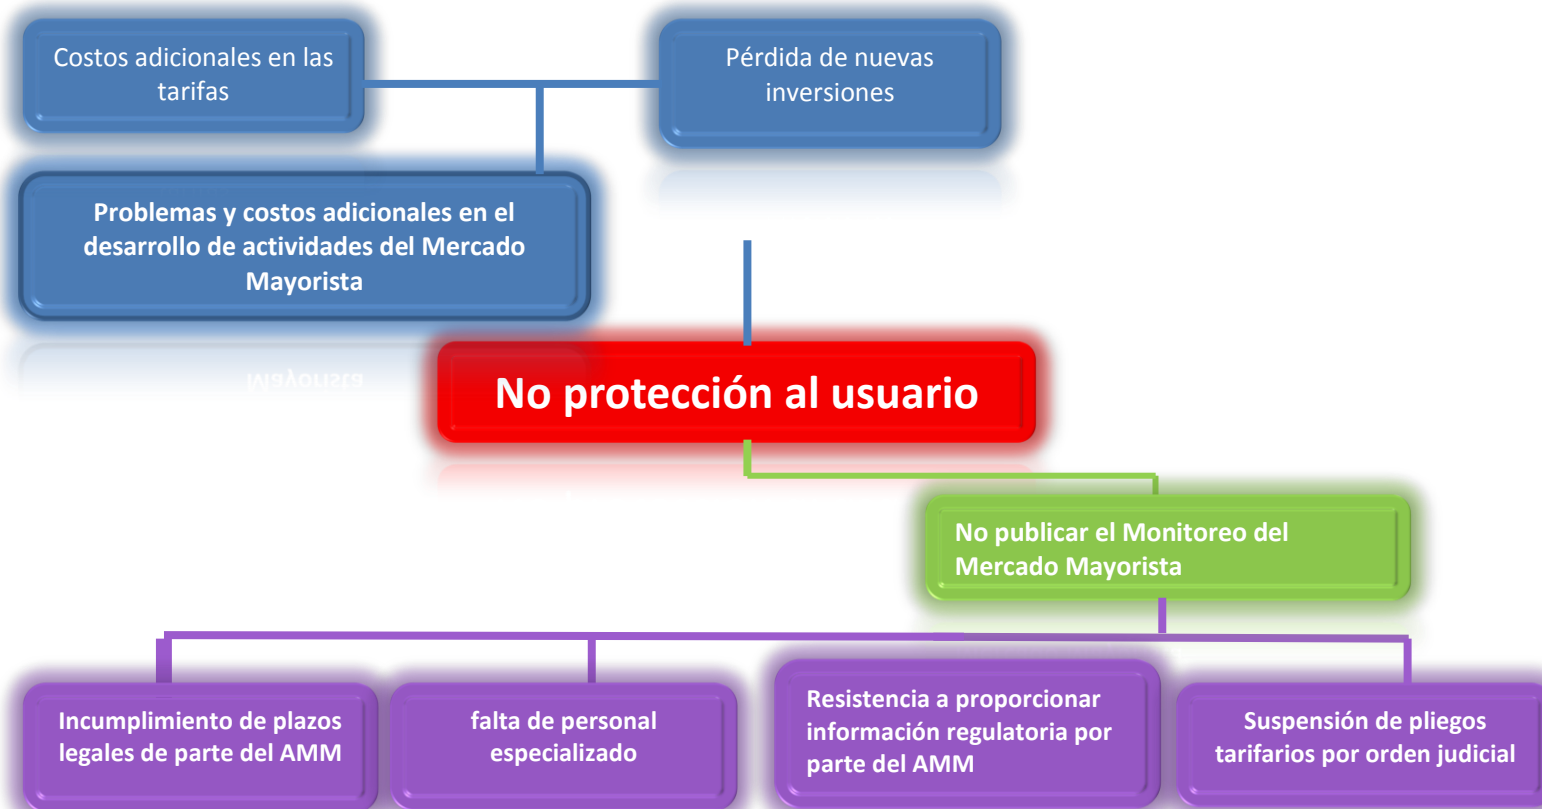 Costos adicionales en las
tarifas
Pérdida de nuevas
inversiones
Problemas y costos adicionales en el
desarrollo de actividades del Mercado
Mayorista
No protección al usuario
No publicar el Monitoreo del
Mercado Mayorista
Incumplimiento de plazos
legales de parte del AMM
falta de personal
especializado
Resistencia a proporcionar
información regulatoria por
parte del AMM
Suspensión de pliegos
tarifarios por orden judicial